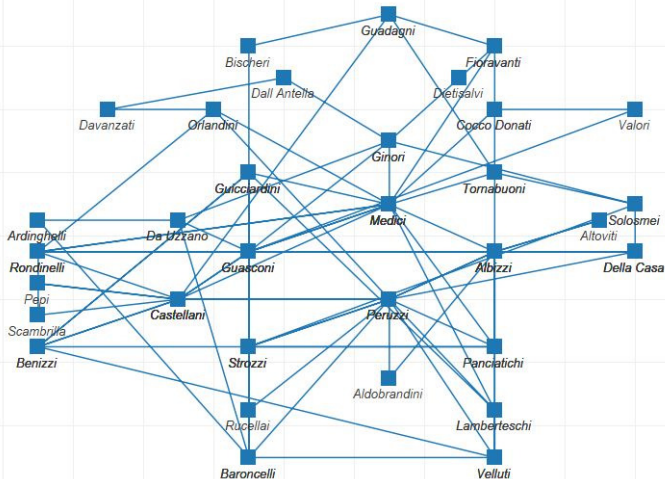 Guadagni
Bischeri
Fioravanti
Dall Antella
Dietisalvi
Davanzati
Orlandini
Cocco Donati
Valori
Ginori
Guicciardini
Tornabuoni
Ardinghelli
Da Uzzano
Medici
Solosmei
Altoviti
Rondinelli
Guasconi
Albizzi
Della Casa
Pepi
Castellani
Peruzzi
Scambrilla
Benizzi
Strozzi
Panciatichi
Aldobrandini
Rucellai
Lamberteschi
Baroncelli
Velluti